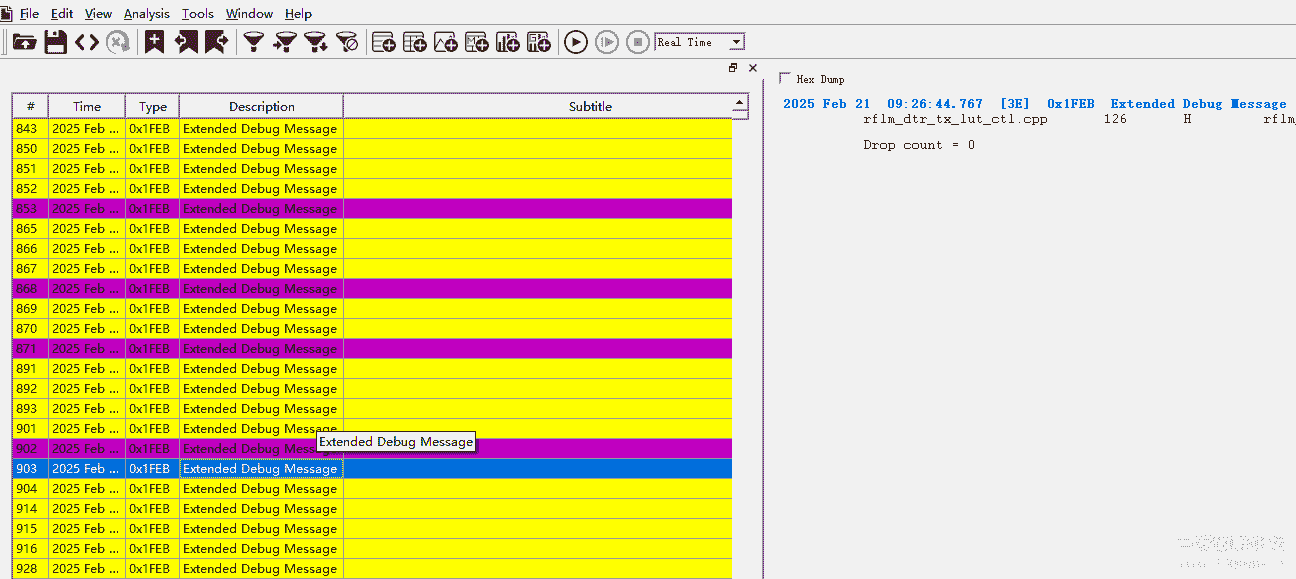 File Edit View Analysis Tools Window Help
Real Time
# Time Type Description Subtitle
843 2025 Feb ... 0x1FEB Extended Debug Message
850 2025 Feb ... 0x1FEB Extended Debug Message
851 2025 Feb ... 0x1FEB Extended Debug Message
852 2025 Feb ... 0x1FEB Extended Debug Message
853 2025 Feb ... 0x1FEB Extended Debug Message
865 2025 Feb ... 0x1FEB Extended Debug Message
866 2025 Feb ... 0x1FEB Extended Debug Message
867 2025 Feb ... 0x1FEB Extended Debug Message
868 2025 Feb ... 0x1FEB Extended Debug Message
869 2025 Feb ... 0x1FEB Extended Debug Message
870 2025 Feb ... 0x1FEB Extended Debug Message
871 2025 Feb ... 0x1FEB Extended Debug Message
891 2025 Feb ... 0x1FEB Extended Debug Message
892 2025 Feb ... 0x1FEB Extended Debug Message
893 2025 Feb ... 0x1FEB Extended Debug Message
901 2025 Feb ... 0x1FEB Extended Debug Message
Extended Debug Message
902 2025 Feb ... 0x1FEB Extended Debug Message
903 2025 Feb ... 0x1FEB Extended Debug Message
904 2025 Feb ... 0x1FEB Extended Debug Message
914 2025 Feb ... 0x1FEB Extended Debug Message
915 2025 Feb ... 0x1FEB Extended Debug Message
916 2025 Feb ... 0x1FEB Extended Debug Message
928 2025 Feb ... 0x1FEB Extended Debug Message
Hex Dump
2025 Feb 21 09:26:44.767 [3E] 0x1FEB Extended Debug Message
rflm_dtr_tx_lut_ctl.cpp 126 H rflm_
Drop count = 0